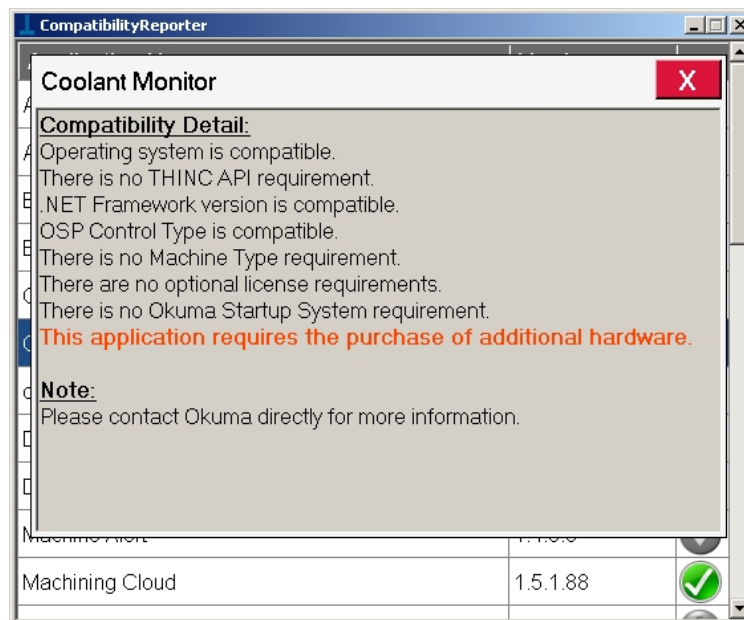 CompatibilityReporter
Coolant Monitor
X
Compatibility Detail:
Operating system is compatible.
There is no THINC API requirement.
.NET Framework version is compatible.
OSP Control Type is compatible.
There is no Machine Type requirement.
There are no optional license requirements.
There is no Okuma Startup System requirement.
This application requires the purchase of additional hardware.
Note:
Please contact Okuma directly for more information.
Machining Cloud 1.5.1.88